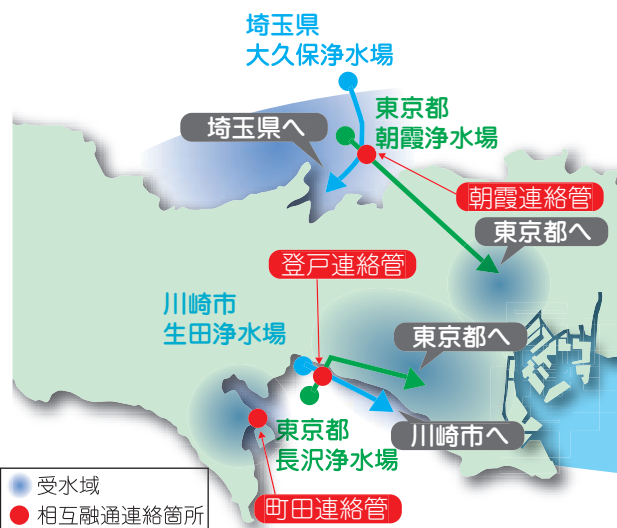 埼玉県
大久保浄水場
東京都
朝霞浄水場
埼玉県へ
朝霞連絡管
東京都へ
登戸連絡管
川崎市
生田浄水場
東京都へ
東京都
長沢浄水場
川崎市へ
町田連絡管
受水域
相互融通連絡箇所